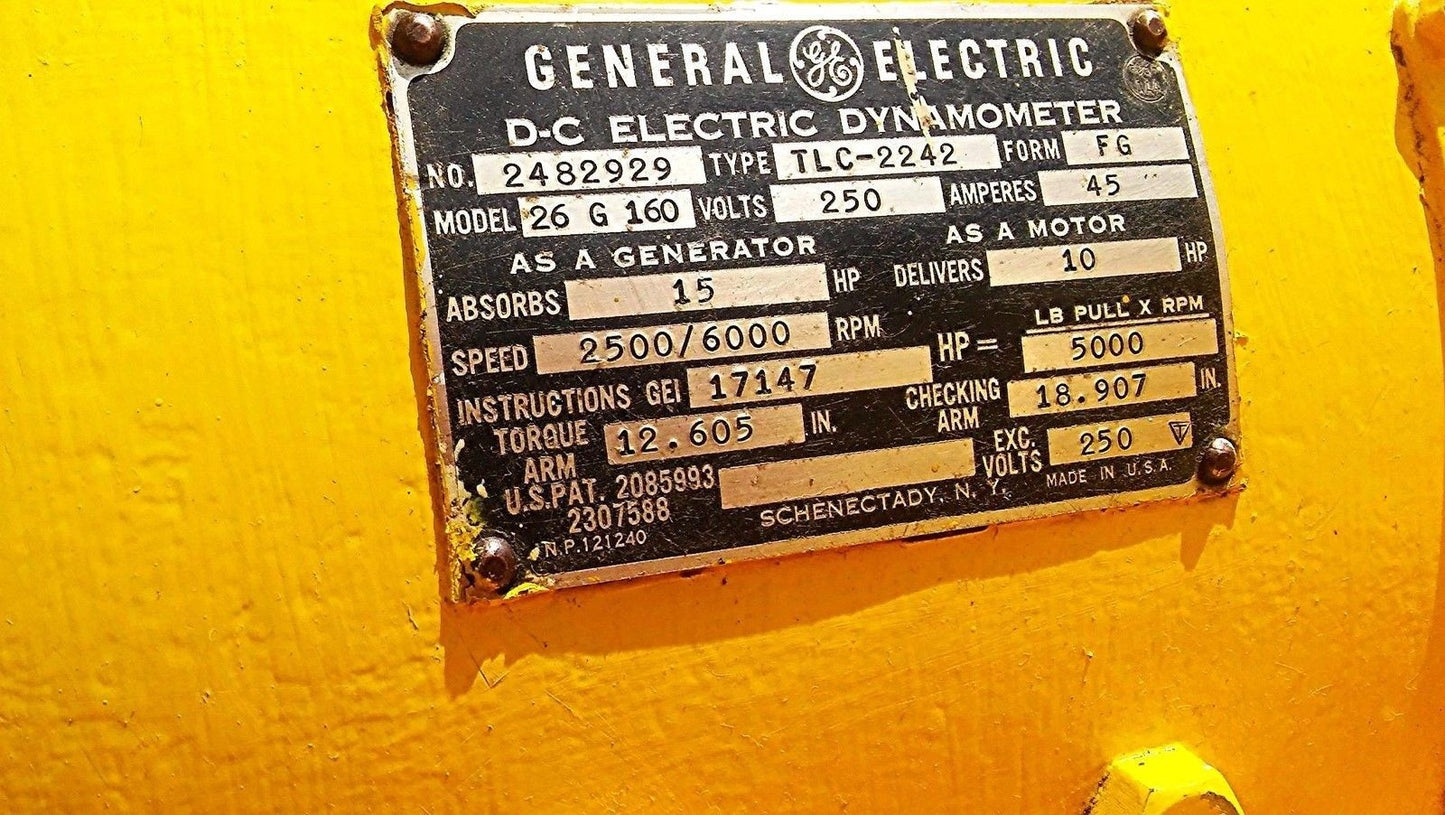 GENERAL GE ELECTRIC
D-C ELECTRIC DYNAMOMETER
NO. 2482929 TYPE TLC-2242 FORM FG
MODEL 26 G 160 VOLTS 250 AMPERES 45
AS A GENERATOR AS A MOTOR
ABSORBS 15 HP DELIVERS 10 HP
SPEED 2500/6000 RPM HP = LB PULL X RPM
5000
INSTRUCTIONS GEI 17147 CHECKING ARM 18.907 IN.
TORQUE ARM 12.605 IN. EXC. VOLTS 250
U.S.PAT. 2085993
2307588
SCHENECTADY, N. Y. MADE IN U.S.A.
N.P.121240